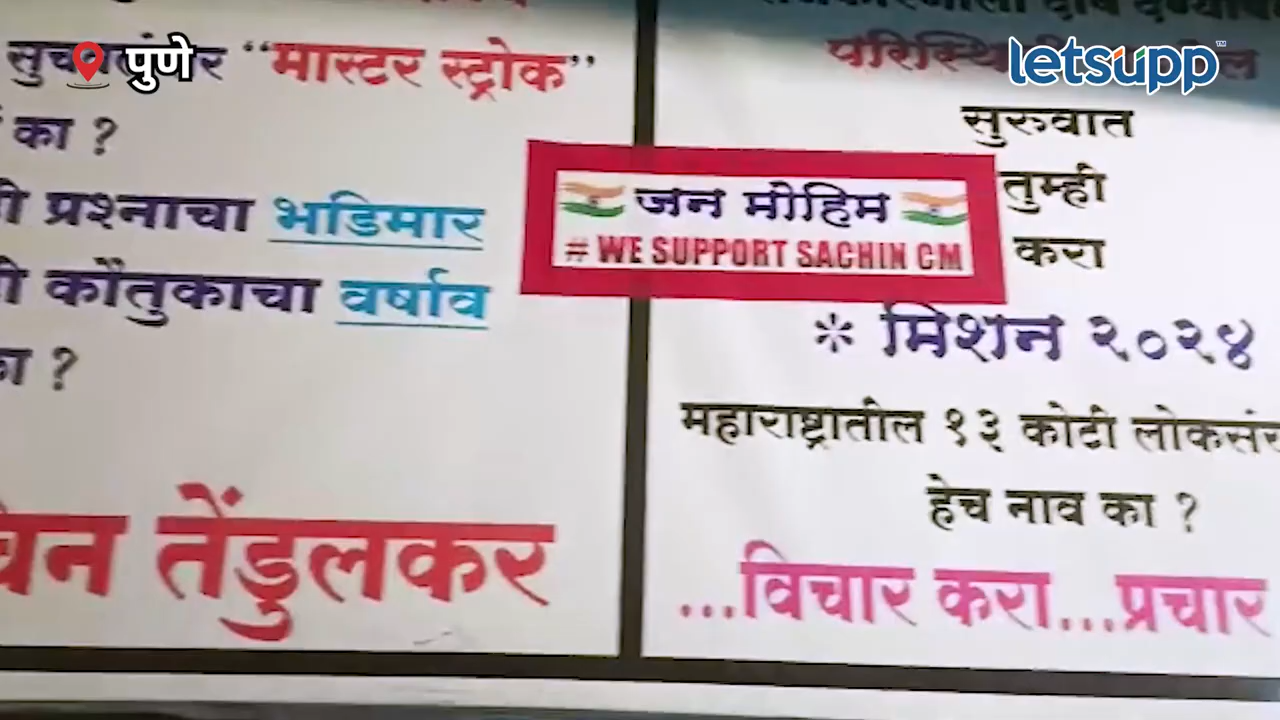 पुणे
letsupp
“मास्टर स्ट्रोक”
का ?
प्रश्नाचा भडिमार
कौतुकाचा वर्षाव
का ?
तेंडुलकर
जन मोहिम
# WE SUPPORT SACHIN CM
सुरुवात
तुम्ही
करा
* मिशन २०२४
महाराष्ट्रातील १३ कोटी
हेच नाव का ?
...विचार करा...प्रचार